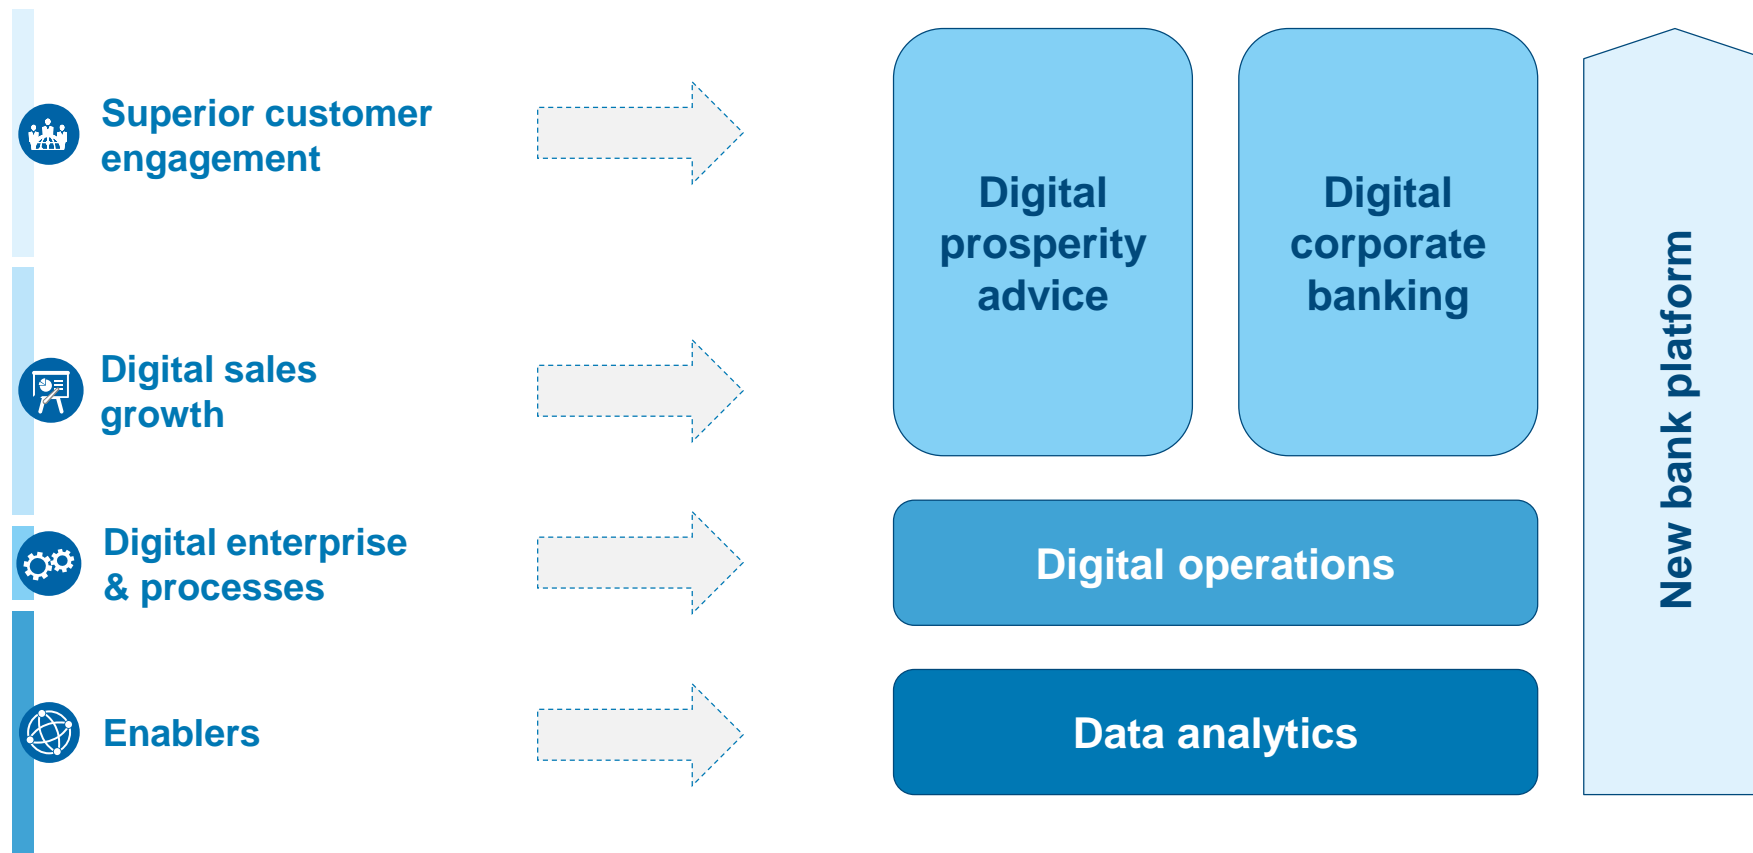 Superior customer
engagement
Digital sales
growth
Digital enterprise
& processes
Enablers
Digital
prosperity
advice
Digital
corporate
banking
Digital operations
Data analytics
New bank platform